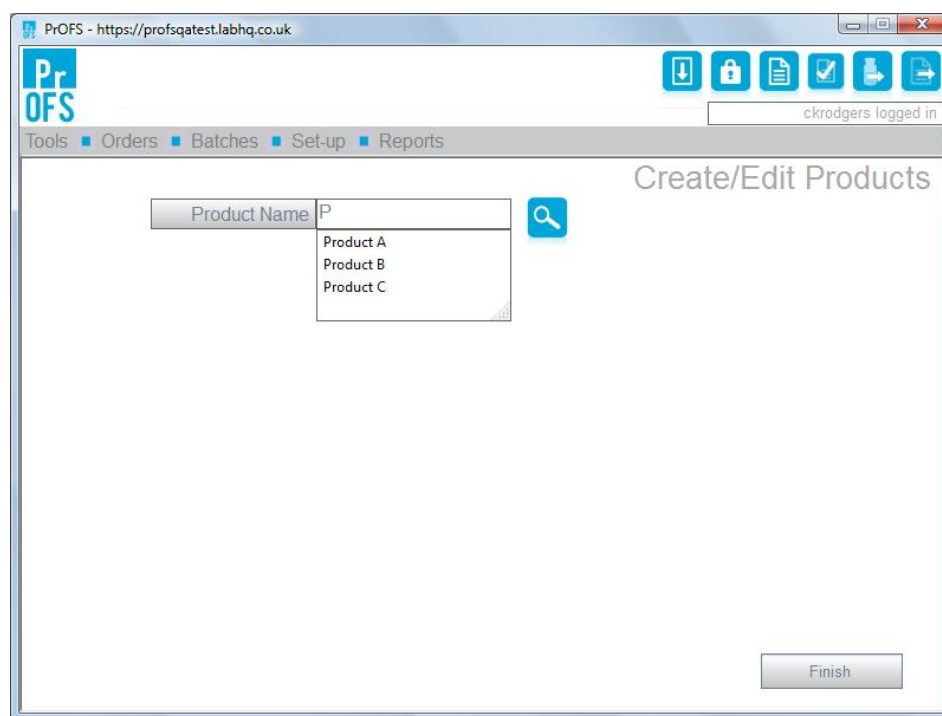 PrOFS - https://profsqatest.labhq.co.uk
Pr
OFS
ckrodgers logged in
Tools ■ Orders ■ Batches ■ Set-up ■ Reports
Create/Edit Products
Product Name P
Product A
Product B
Product C
Finish